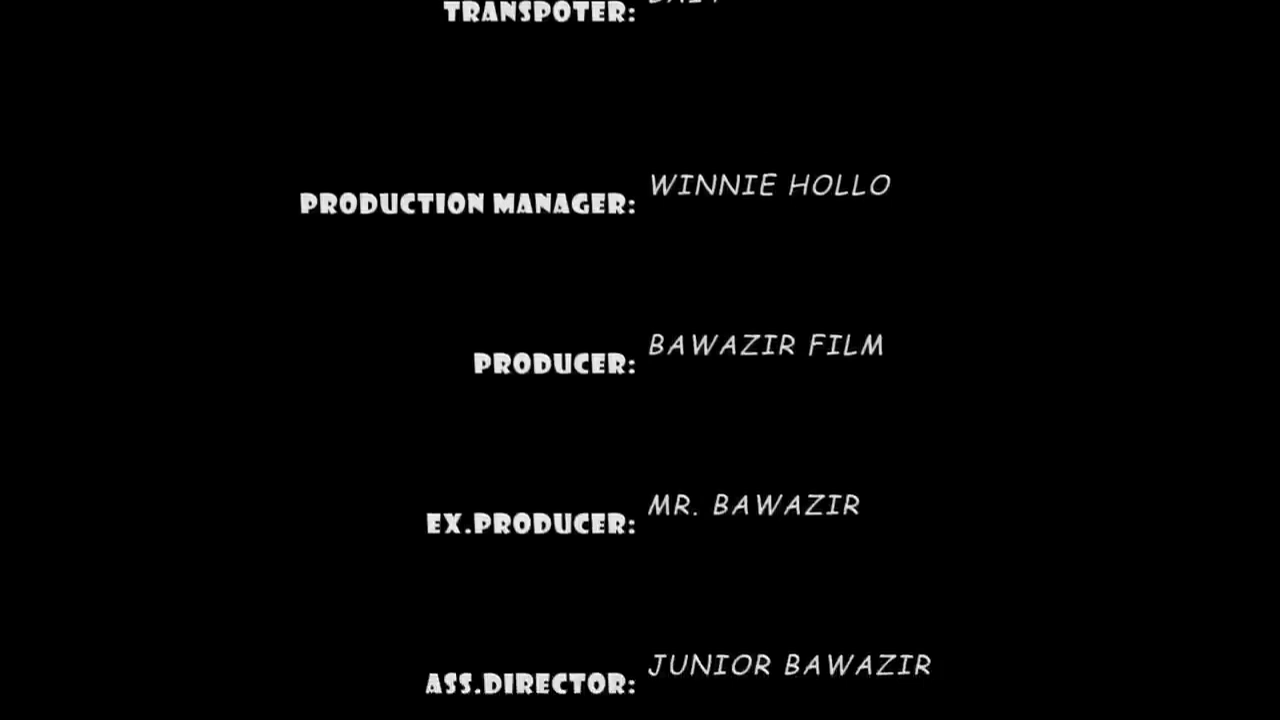 TRANSPOTER:
PRODUCTION MANAGER: WINNIE HOLLO
PRODUCER: BAWAZIR FILM
EX.PRODUCER: MR. BAWAZIR
ASS.DIRECTOR: JUNIOR BAWAZIR